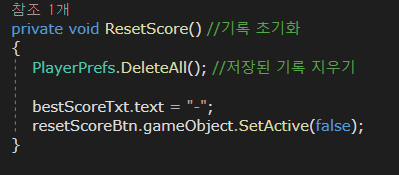 참조 1개
private void ResetScore() //기록 초기화
{
PlayerPrefs.DeleteAll(); //저장된 기록 지우기
bestScoreTxt.text = "-";
resetScoreBtn.gameObject.SetActive(false);
}